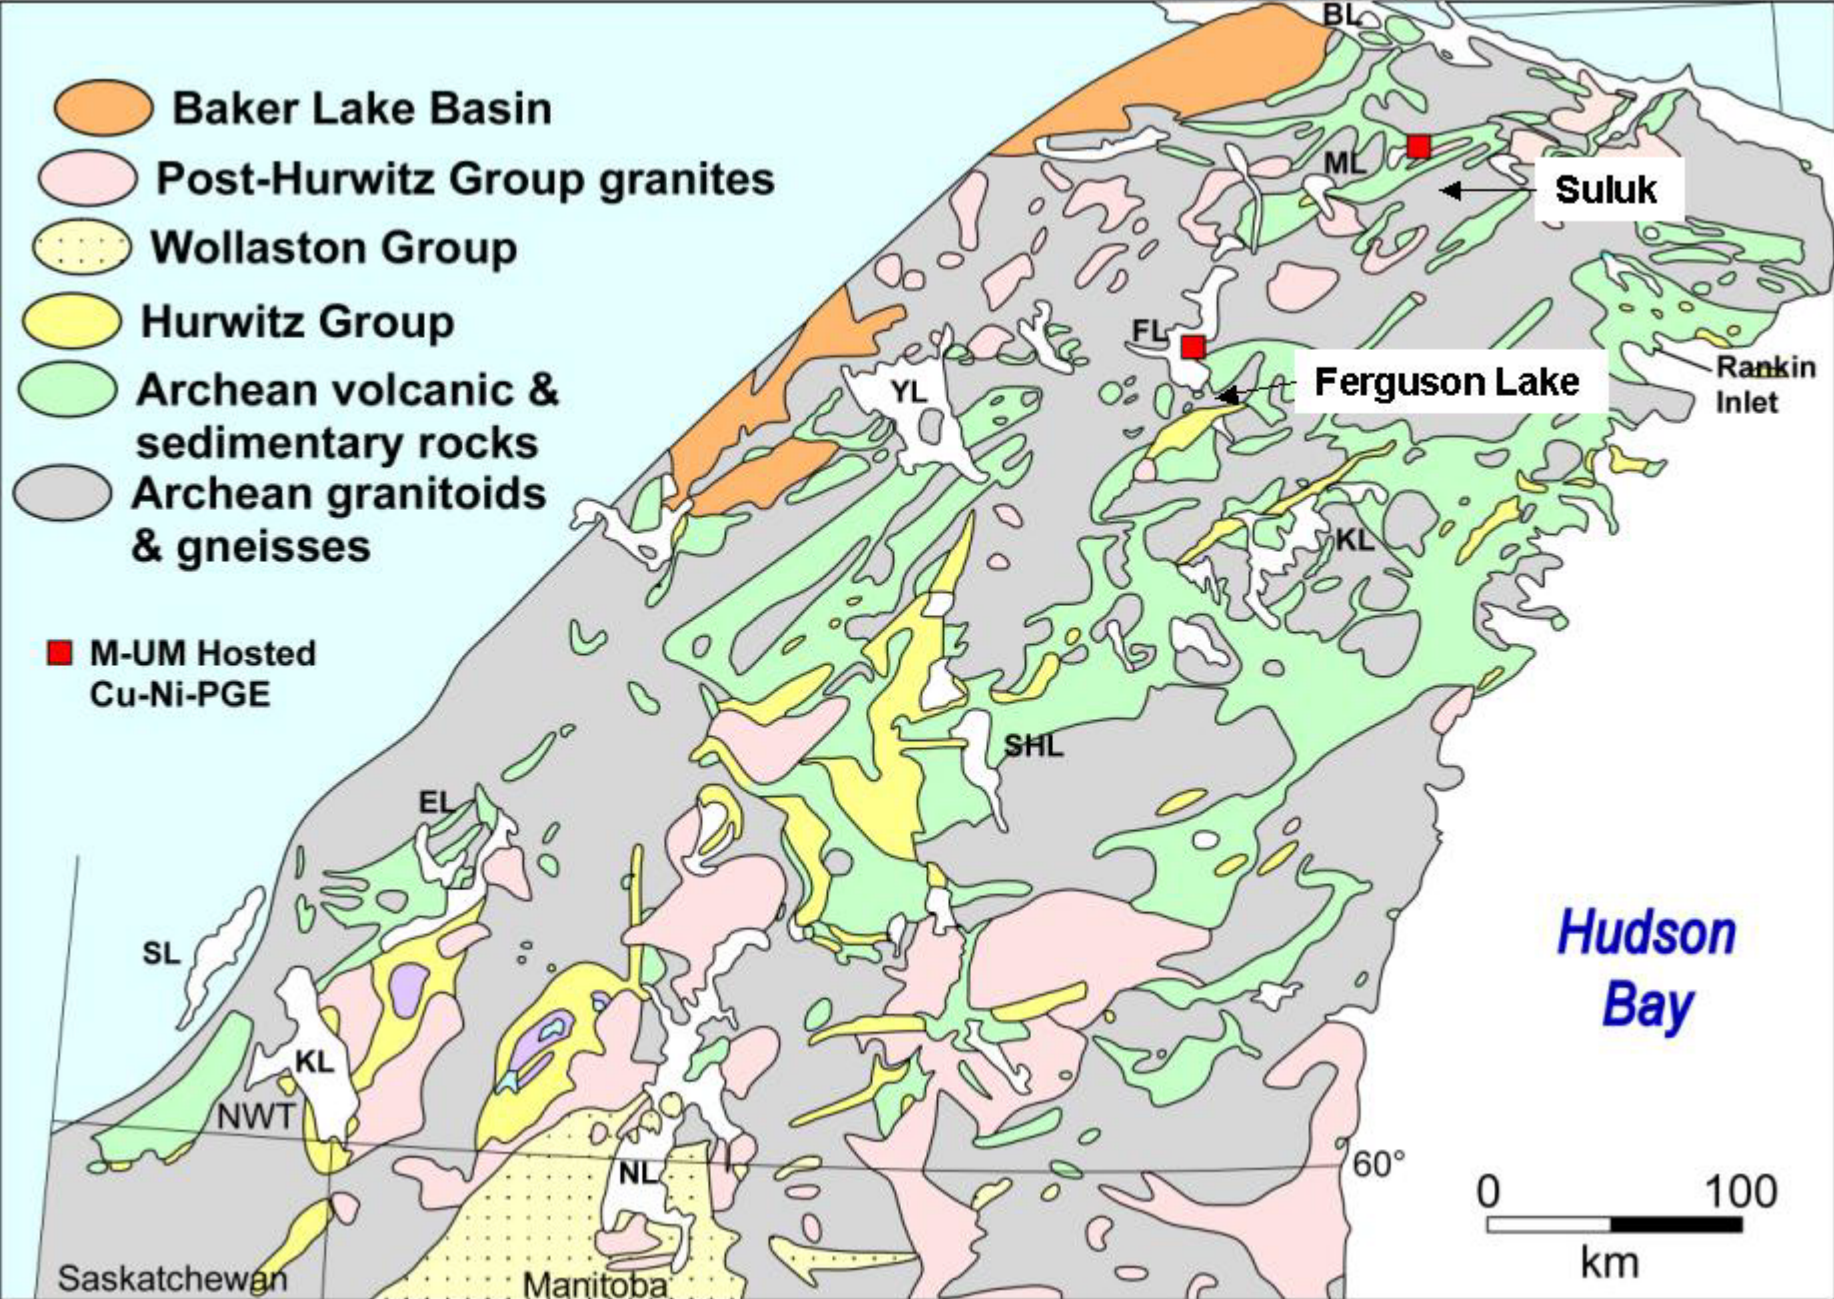 BL
Baker Lake Basin
Post-Hurwitz Group granites
ML
Suluk
Wollaston Group
Hurwitz Group
FL
Rankin
Inlet
Archean volcanic &
sedimentary rocks
YL
Ferguson Lake
Archean granitoids
& gneisses
KL
M-UM Hosted
Cu-Ni-PGE
SHL
EL
SL
Hudson
Bay
KL
NWT
NL
60°
0 100
km
Saskatchewan
Manitoba